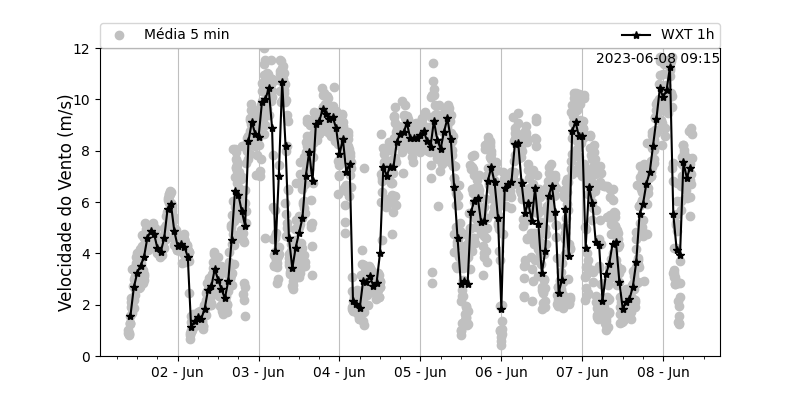 Média 5 min
WXT 1h
2023-06-08 09:15
Velocidade do Vento (m/s)
12
10
8
6
4
2
0
02 - Jun
03 - Jun
04 - Jun
05 - Jun
06 - Jun
07 - Jun
08 - Jun